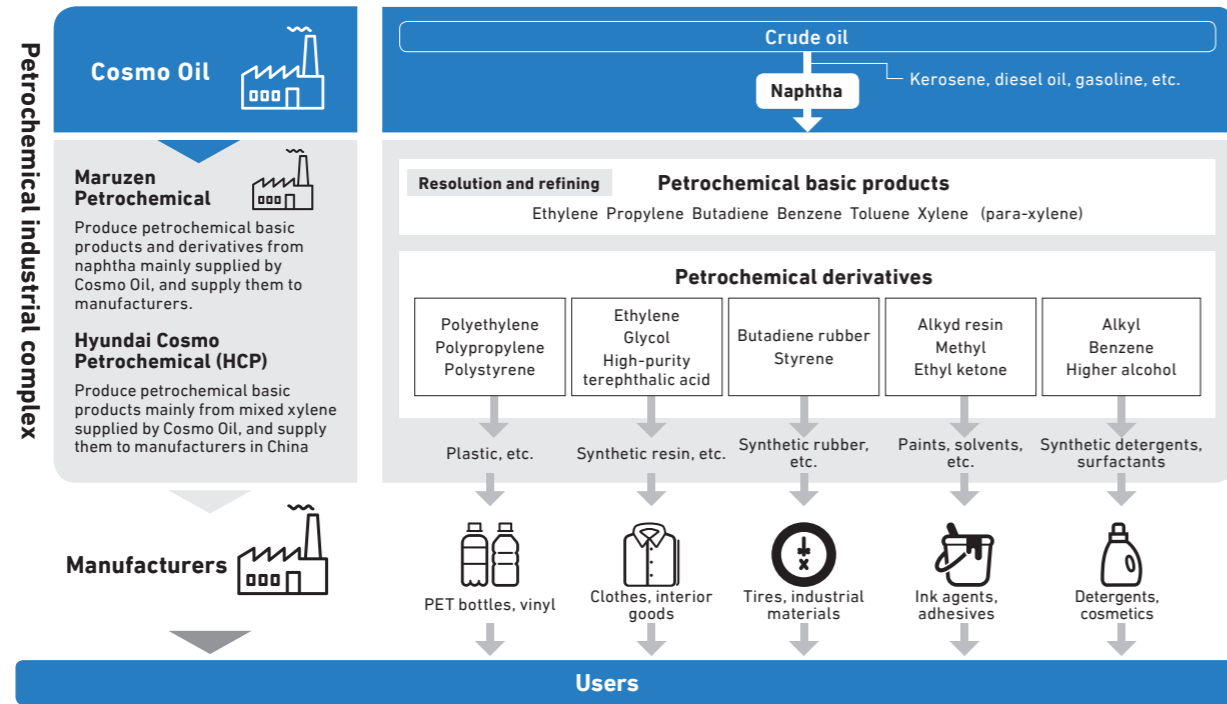 Petrochemical industrial complex
Cosmo Oil
Crude oil
Kerosene, diesel oil, gasoline, etc.
Naphtha
Maruzen
Petrochemical
Produce petrochemical basic
products and derivatives from
naphtha mainly supplied by
Cosmo Oil, and supply them to
manufacturers.
Hyundai Cosmo
Petrochemical (HCP)
Produce petrochemical basic
products mainly from mixed xylene
supplied by Cosmo Oil, and supply
them to manufacturers in China
Resolution and refining
Petrochemical basic products
Ethylene Propylene Butadiene Benzene Toluene Xylene (para-xylene)
Petrochemical derivatives
Polyethylene
Polypropylene
Polystyrene
Ethylene
Glycol
High-purity
terephthalic acid
Butadiene rubber
Styrene
Alkyd resin
Methyl
Ethyl ketone
Alkyl
Benzene
Higher alcohol
Plastic, etc.
Synthetic resin, etc.
Synthetic rubber,
etc.
Paints, solvents,
etc.
Synthetic detergents,
surfactants
Manufacturers
PET bottles, vinyl
Clothes, interior
goods
Tires, industrial
materials
Ink agents,
adhesives
Detergents,
cosmetics
Users